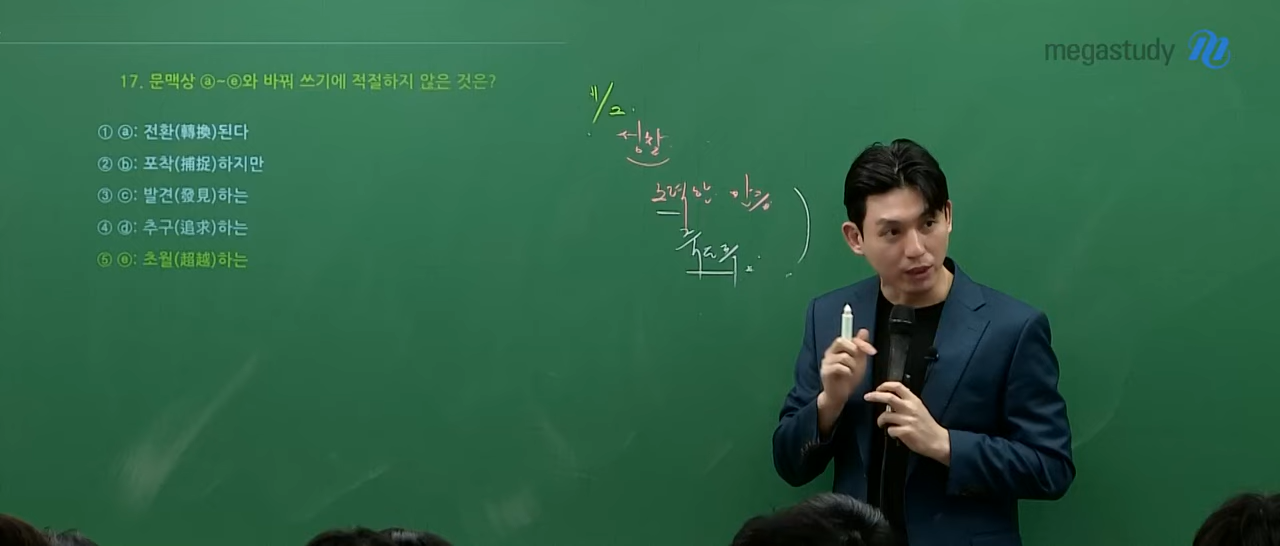 megastudy
17. 문맥상 ⓐ~ⓔ와 바꿔 쓰기에 적절하지 않은 것은?
① ⓐ: 전환(轉換)된다
② ⓑ: 포착(捕捉)하지만
③ ⓒ: 발견(發見)하는
④ ⓓ: 추구(追求)하는
⑤ ⓔ: 초월(超越)하는
성찰